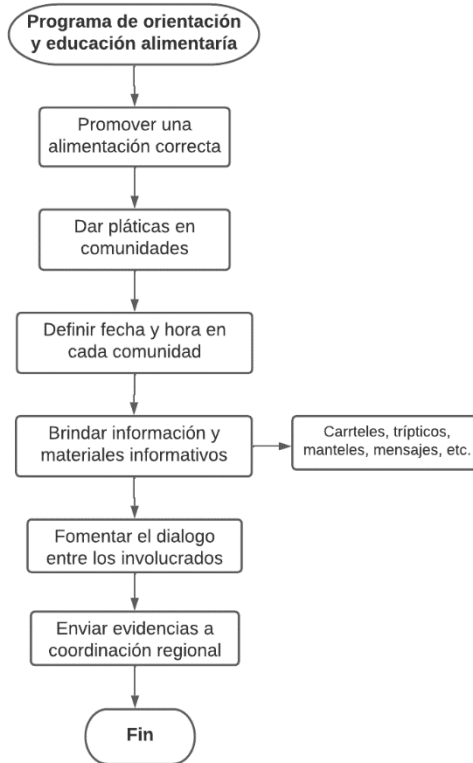 Programa de orientación
y educación alimentaría
Promover una
alimentación correcta
Dar pláticas en
comunidades
Definir fecha y hora en
cada comunidad
Brindar información y
materiales informativos
Carrteles, trípticos,
manteles, mensajes, etc.
Fomentar el dialogo
entre los involucrados
Enviar evidencias a
coordinación regional
Fin